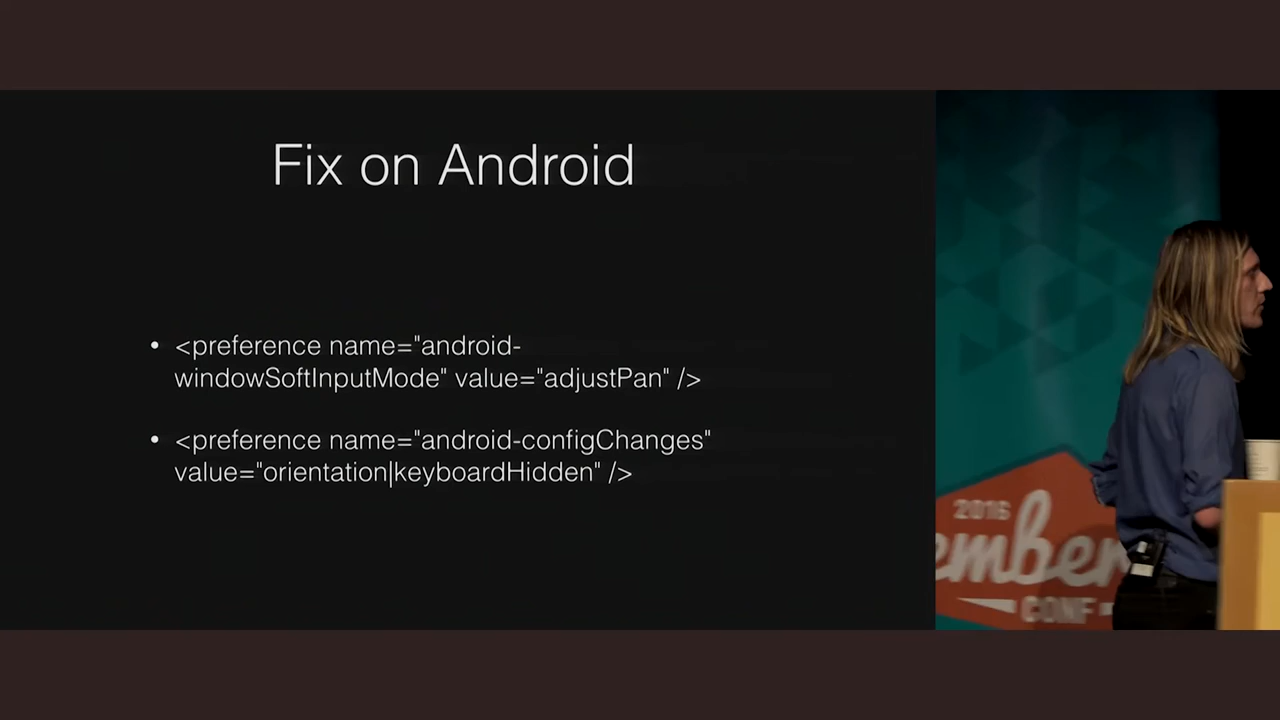 Fix on Android
• <preference name="android-
windowSoftInputMode" value="adjustPan" />
• <preference name="android-configChanges"
value="orientation|keyboardHidden" />
2016
ember
CONF